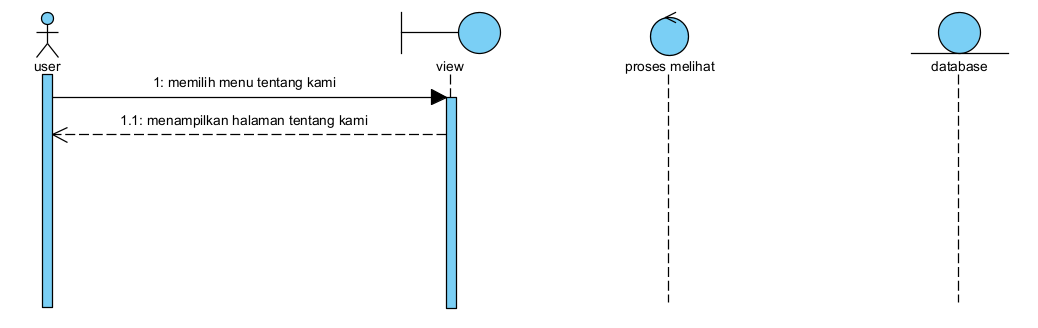 user
view
proses melihat
database
1: memilih menu tentang kami
1.1: menampilkan halaman tentang kami